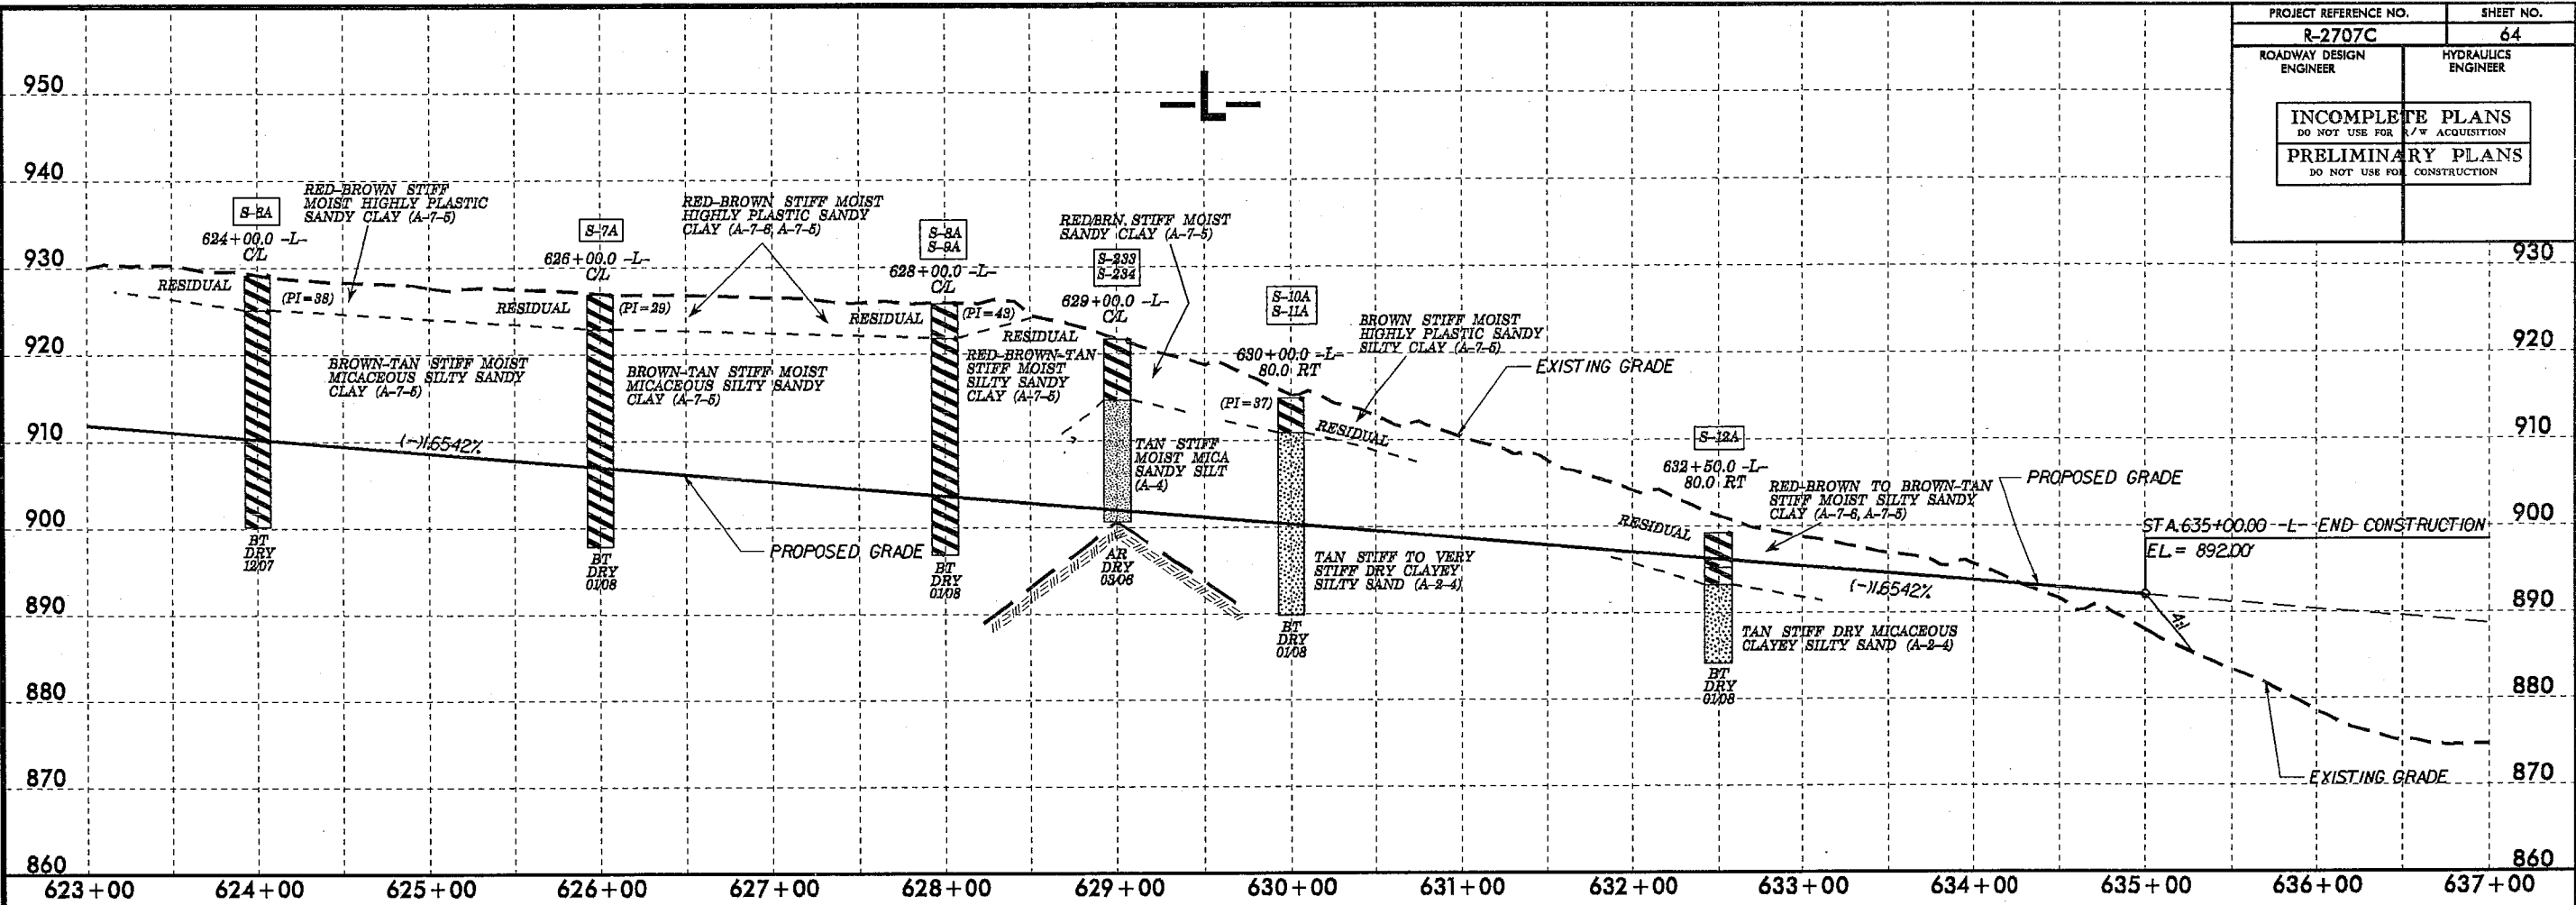 PROJECT REFERENCE NO.
SHEET NO.
R-2707C
64
ROADWAY DESIGN
ENGINEER
HYDRAULICS
ENGINEER
INCOMPLETE PLANS
DO NOT USE FOR R/W ACQUISITION
PRELIMINARY PLANS
DO NOT USE FOR CONSTRUCTION
-L-
950
940
930
920
910
900
890
880
870
860
930
920
910
900
890
880
870
860
624+00.0 -L-
C/L
RED-BROWN STIFF
MOIST HIGHLY PLASTIC
SANDY CLAY (A-7-5)
RESIDUAL
(PI=38)
BROWN-TAN STIFF MOIST
MICACEOUS SILTY SANDY
CLAY (A-7-5)
BT
DRY
12/07
(-)1.6542%
S-7A
626+00.0 -L-
C/L
RED-BROWN STIFF MOIST
HIGHLY PLASTIC SANDY
CLAY (A-7-6, A-7-5)
RESIDUAL
(PI=29)
BROWN-TAN STIFF MOIST
MICACEOUS SILTY SANDY
CLAY (A-7-5)
BT
DRY
01/08
PROPOSED GRADE
S-8A
S-9A
628+00.0 -L-
C/L
RESIDUAL
(PI=43)
RESIDUAL
RED-BROWN-TAN
STIFF MOIST
SILTY SANDY
CLAY (A-7-5)
BT
DRY
01/08
RED/BRN. STIFF MOIST
SANDY CLAY (A-7-5)
S-233
S-234
629+00.0 -L-
C/L
?
TAN STIFF
MOIST MICA
SANDY SILT
(A-4)
AR
DRY
03/06
S-10A
S-11A
630+00.0 -L-
80.0 RT
BROWN STIFF MOIST
HIGHLY PLASTIC SANDY
SILTY CLAY (A-7-5)
(PI=37)
RESIDUAL
EXISTING GRADE
TAN STIFF TO VERY
STIFF DRY CLAYEY
SILTY SAND (A-2-4)
BT
DRY
01/08
S-12A
632+50.0 -L-
80.0 RT
RED-BROWN TO BROWN-TAN
STIFF MOIST SILTY SANDY
CLAY (A-7-6, A-7-5)
RESIDUAL
PROPOSED GRADE
(-)1.6542%
TAN STIFF DRY MICACEOUS
CLAYEY SILTY SAND (A-2-4)
BT
DRY
01/08
STA.635+00.00 -L- END CONSTRUCTION
EL= 892.00'
EXISTING GRADE
623+00
624+00
625+00
626+00
627+00
628+00
629+00
630+00
631+00
632+00
633+00
634+00
635+00
636+00
637+00